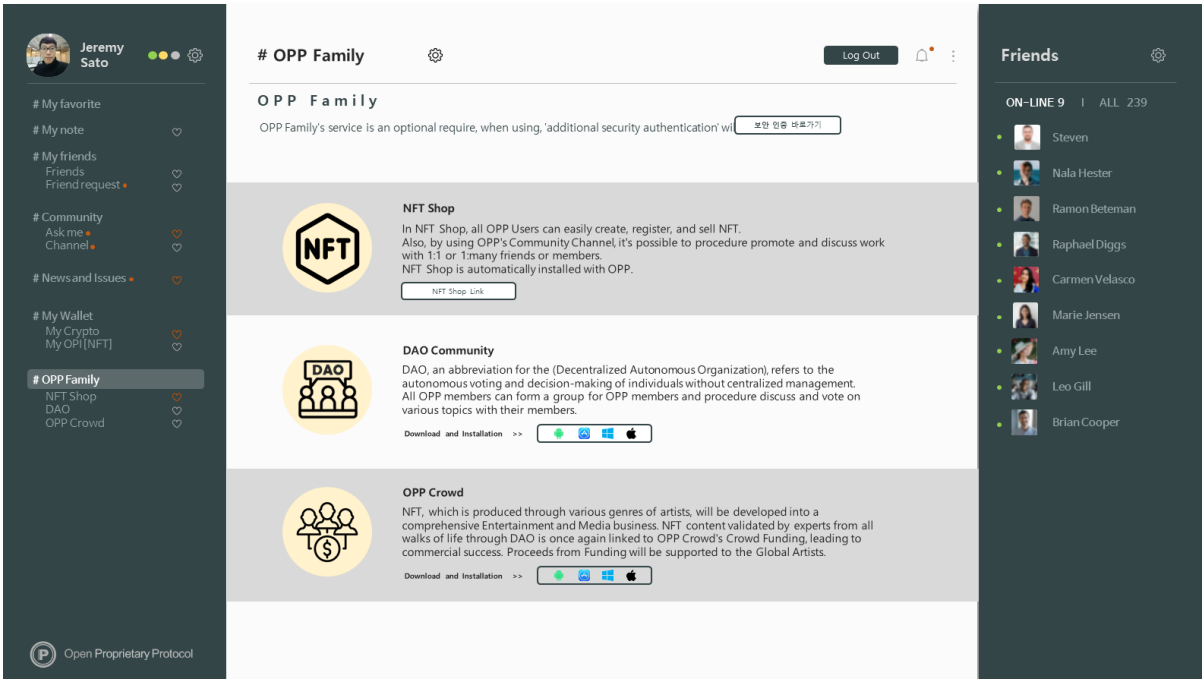 Jeremy
Sato
# My favorite
# My note
# My friends
Friends
Friend request
# Community
Ask me
Channel
# News and Issues
# My Wallet
My Crypto
My OPI [NFT]
# OPP Family
NFT Shop
DAO
OPP Crowd
Open Proprietary Protocol
# OPP Family
Log Out
OPP Family
OPP Family's service is an optional require, when using, 'additional security authentication' wi
보안 인증 바로가기
NFT
NFT Shop
In NFT Shop, all OPP Users can easily create, register, and sell NFT.
Also, by using OPP's Community Channel, it's possible to procedure promote and discuss work
with 1:1 or 1:many friends or members.
NFT Shop is automatically installed with OPP.
NFT Shop Link
DAO
DAO Community
DAO, an abbreviation for the (Decentralized Autonomous Organization), refers to the
autonomous voting and decision-making of individuals without centralized management.
All OPP members can form a group for OPP members and procedure discuss and vote on
various topics with their members.
Download and Installation >>
OPP Crowd
NFT, which is produced through various genres of artists, will be developed into a
comprehensive Entertainment and Media business. NFT content validated by experts from all
walks of life through DAO is once again linked to OPP Crowd's Crowd Funding, leading to
commercial success. Proceeds from Funding will be supported to the Global Artists.
Download and Installation >>
Friends
ON-LINE 9 | ALL 239
Steven
Nala Hester
Ramon Beteman
Raphael Diggs
Carmen Velasco
Marie Jensen
Amy Lee
Leo Gill
Brian Cooper